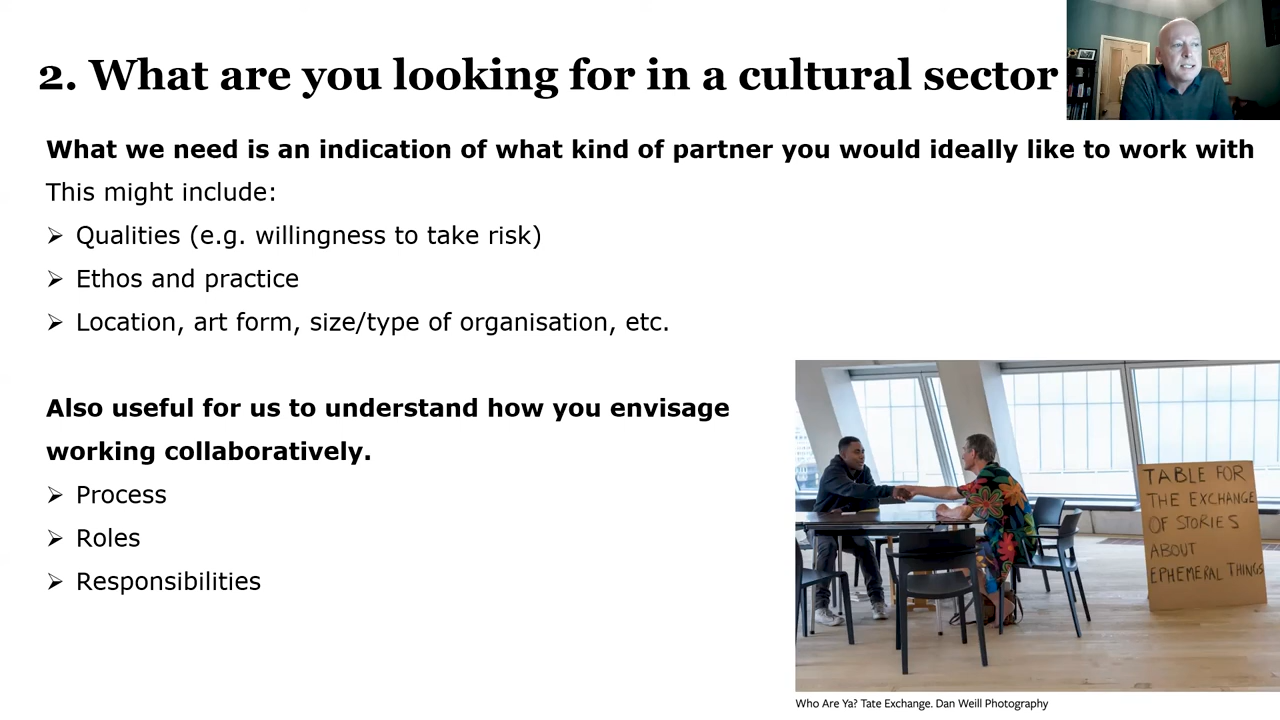 2. What are you looking for in a cultural sector
What we need is an indication of what kind of partner you would ideally like to work with
This might include:
➢ Qualities (e.g. willingness to take risk)
➢ Ethos and practice
➢ Location, art form, size/type of organisation, etc.
Also useful for us to understand how you envisage
working collaboratively.
➢ Process
➢ Roles
➢ Responsibilities
TABLE FOR
THE EXCHANGE
OF STORIES
ABOUT
EPHEMERAL THINGS
Who Are Ya? Tate Exchange. Dan Weill Photography